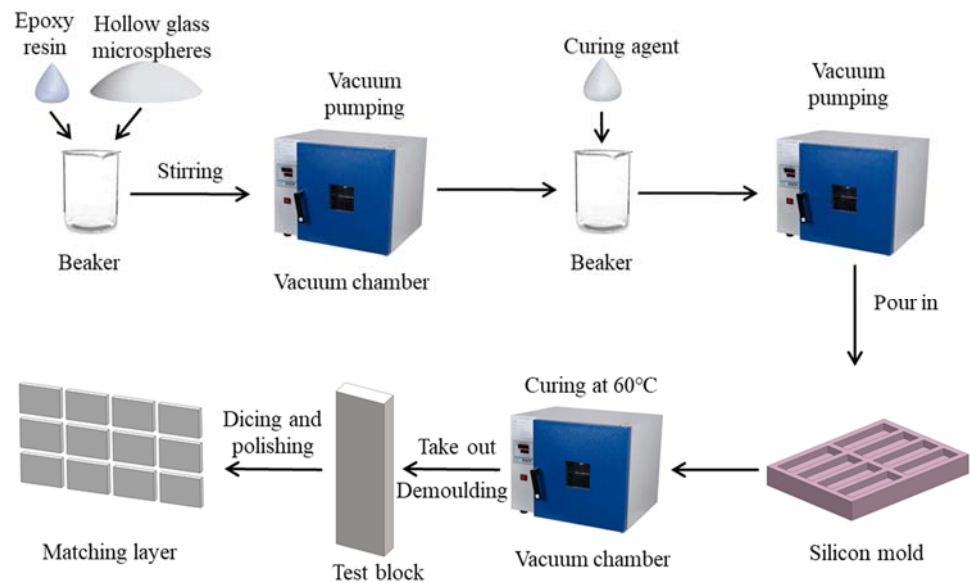 Epoxy
resin
Hollow glass
microspheres
Stirring
Beaker
Vacuum
pumping
Vacuum chamber
Curing agent
Beaker
Vacuum
pumping
Pour in
Silicon mold
Curing at 60℃
Vacuum chamber
Take out
Demoulding
Test block
Dicing and
polishing
Matching layer